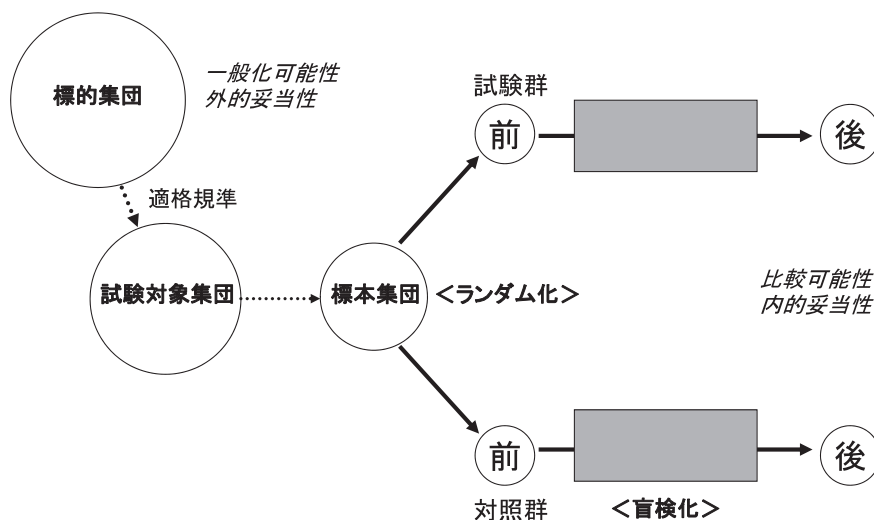 標的集団
一般化可能性
外的妥当性
適格規準
試験対象集団
標本集団
<ランダム化>
試験群
前
後
比較可能性
内的妥当性
前
後
対照群
<盲検化>